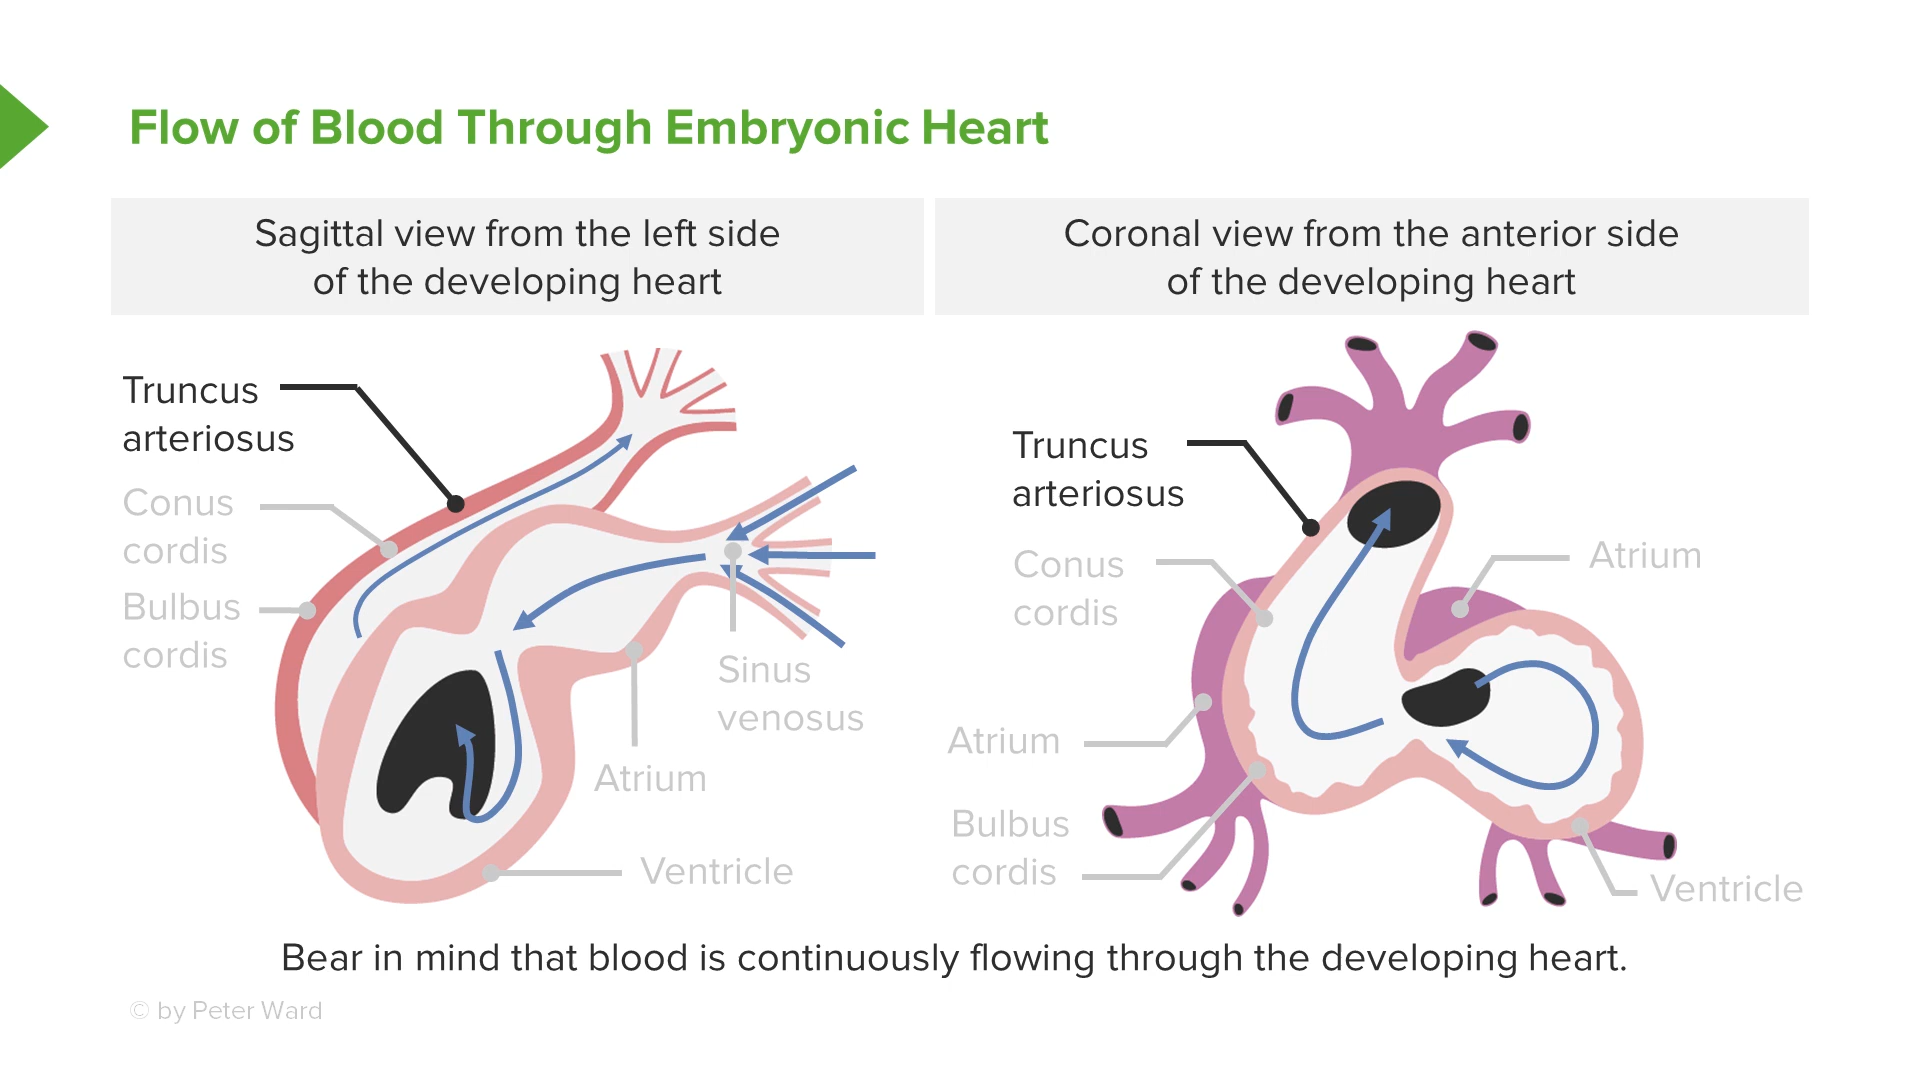 Flow of Blood Through Embryonic Heart
Sagittal view from the left side
of the developing heart
Truncus
arteriosus
Conus
cordis
Bulbus
cordis
Sinus
venosus
Atrium
Ventricle
Coronal view from the anterior side
of the developing heart
Truncus
arteriosus
Conus
cordis
Atrium
Atrium
Bulbus
cordis
Ventricle
Bear in mind that blood is continuously flowing through the developing heart.
© by Peter Ward